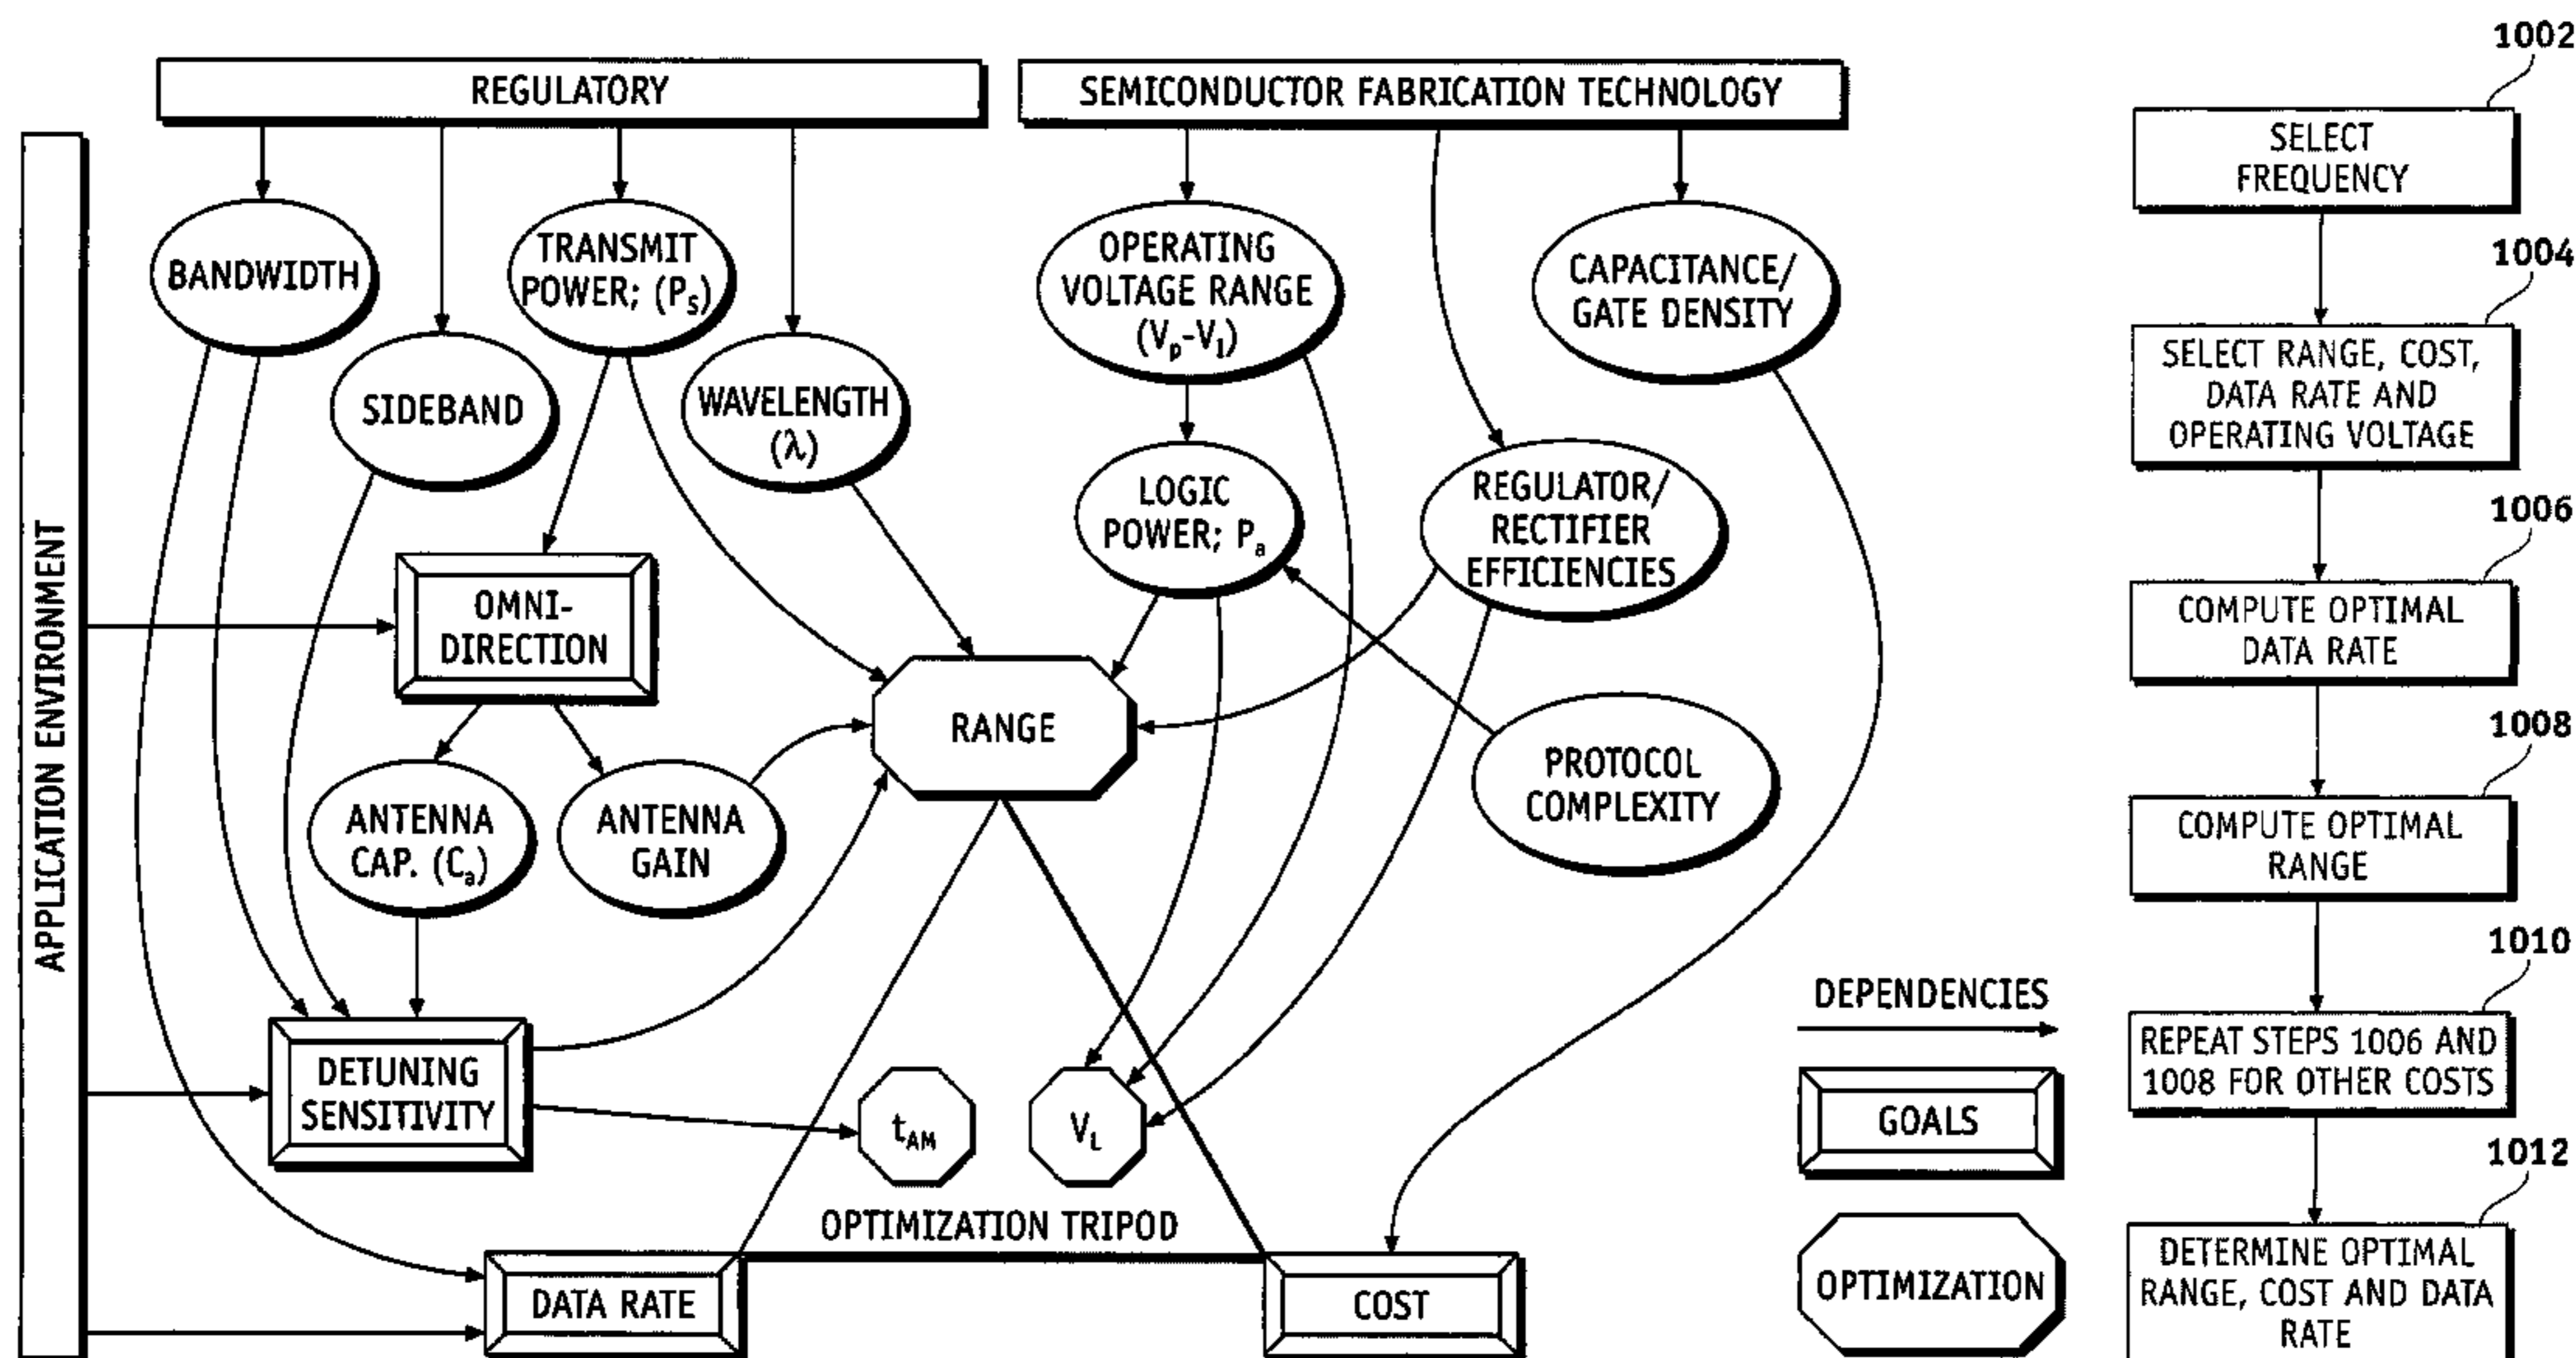 REGULATORY
SEMICONDUCTOR FABRICATION TECHNOLOGY
APPLICATION ENVIRONMENT
BANDWIDTH
SIDEBAND
TRANSMIT
POWER; (Ps)
WAVELENGTH
(λ)
OPERATING
VOLTAGE RANGE
(Vp-Vl)
CAPACITANCE/
GATE DENSITY
LOGIC
POWER; Pa
REGULATOR/
RECTIFIER
EFFICIENCIES
OMNI-
DIRECTION
RANGE
PROTOCOL
COMPLEXITY
ANTENNA
CAP. (Ca)
ANTENNA
GAIN
DETUNING
SENSITIVITY
tAM
VL
OPTIMIZATION TRIPOD
DATA RATE
COST
DEPENDENCIES
GOALS
OPTIMIZATION
1002
SELECT
FREQUENCY
1004
SELECT RANGE, COST,
DATA RATE AND
OPERATING VOLTAGE
1006
COMPUTE OPTIMAL
DATA RATE
1008
COMPUTE OPTIMAL
RANGE
1010
REPEAT STEPS 1006 AND
1008 FOR OTHER COSTS
1012
DETERMINE OPTIMAL
RANGE, COST AND DATA
RATE